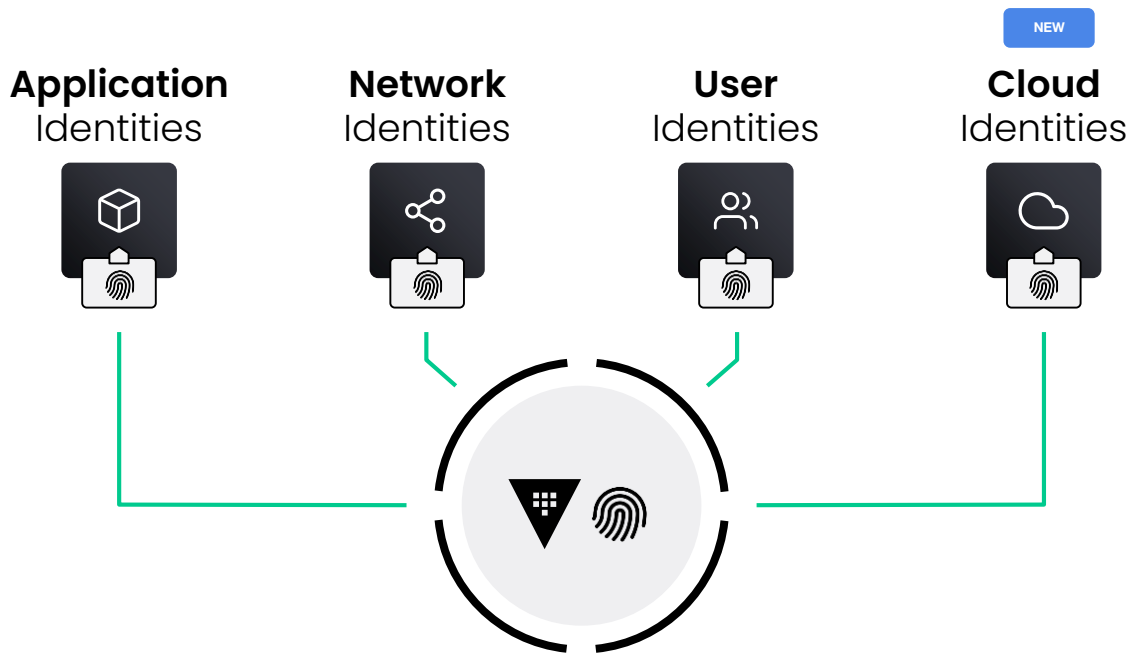 NEW
Application
Identities
Network
Identities
User
Identities
Cloud
Identities